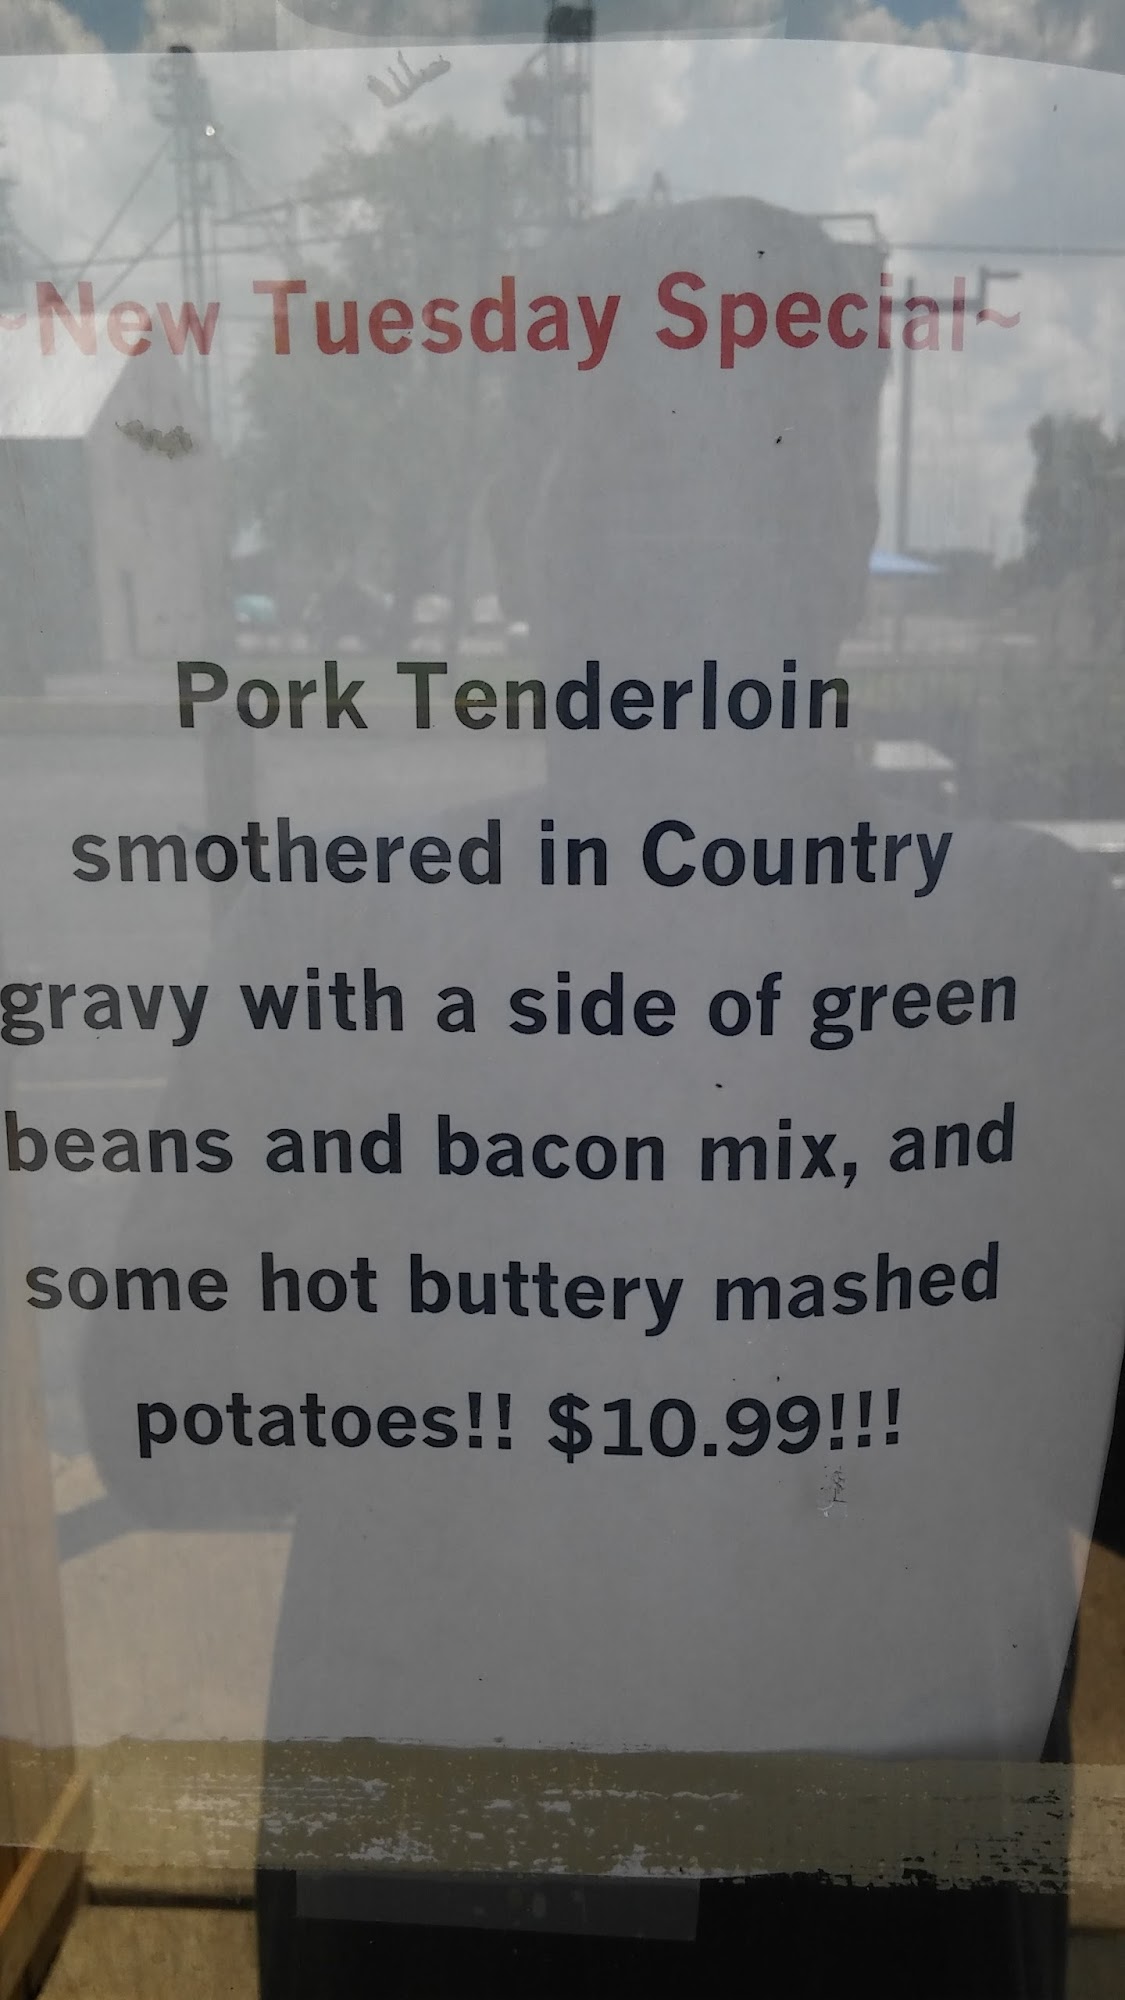 ~New Tuesday Special~
Pork Tenderloin
smothered in Country
gravy with a side of green
beans and bacon mix, and
some hot buttery mashed
potatoes!! $10.99!!!